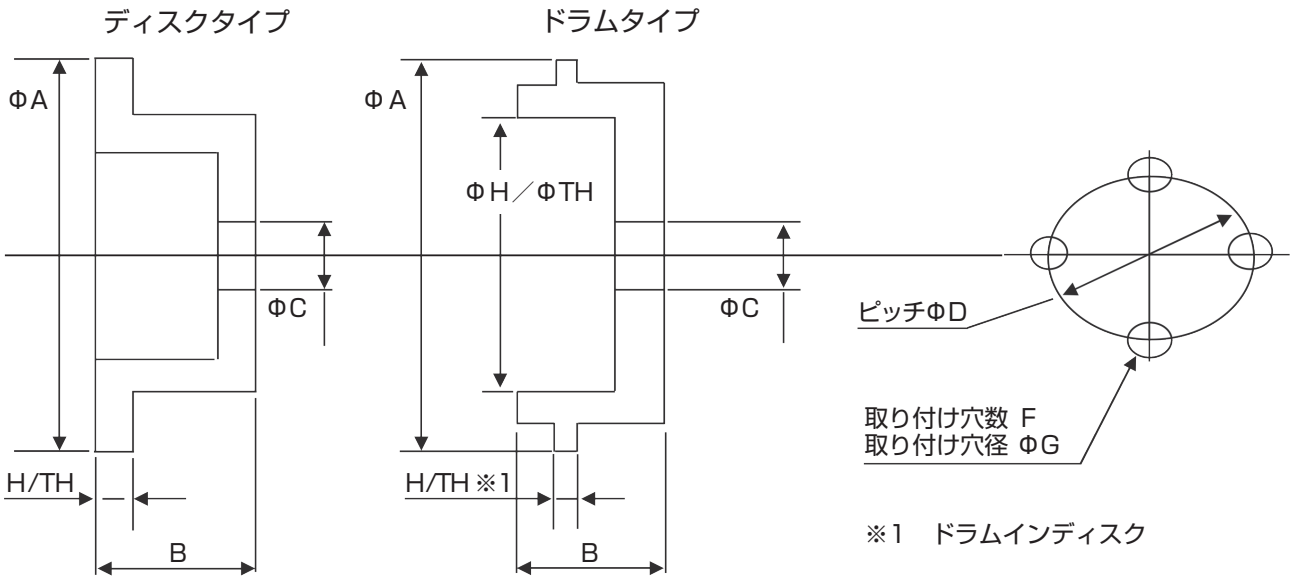 ディスクタイプ
ドラムタイプ
ΦA
ΦA
ΦH/ΦTH
ΦC
ΦC
ピッチΦD
取り付け穴数 F
取り付け穴径 ΦG
H/TH
H/TH※1
B
B
※1 ドラムインディスク